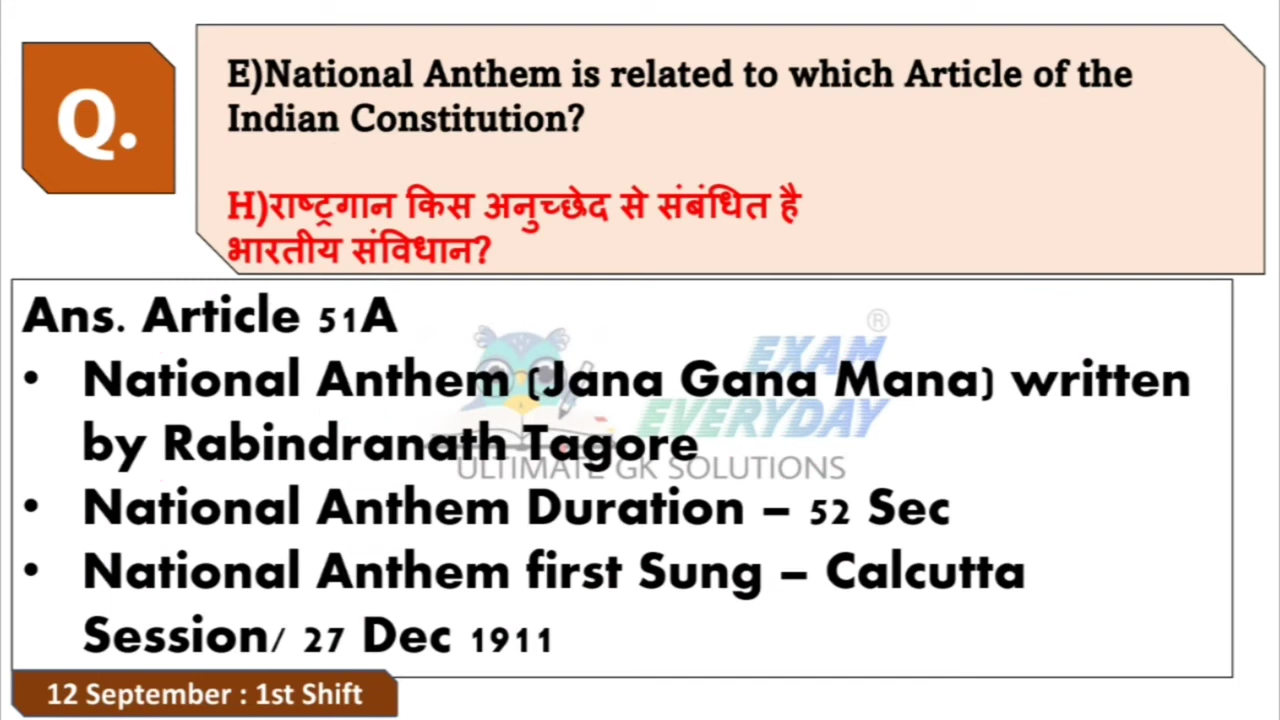 Q.
E)National Anthem is related to which Article of the
Indian Constitution?
H)राष्ट्रगान किस अनुच्छेद से संबंधित है
भारतीय संविधान?
Ans. Article 51A
• National Anthem (Jana Gana Mana) written
by Rabindranath Tagore
• National Anthem Duration – 52 Sec
• National Anthem first Sung – Calcutta
Session/ 27 Dec 1911
EXAM ®
EVERYDAY
ULTIMATE GK SOLUTIONS
12 September : 1st Shift